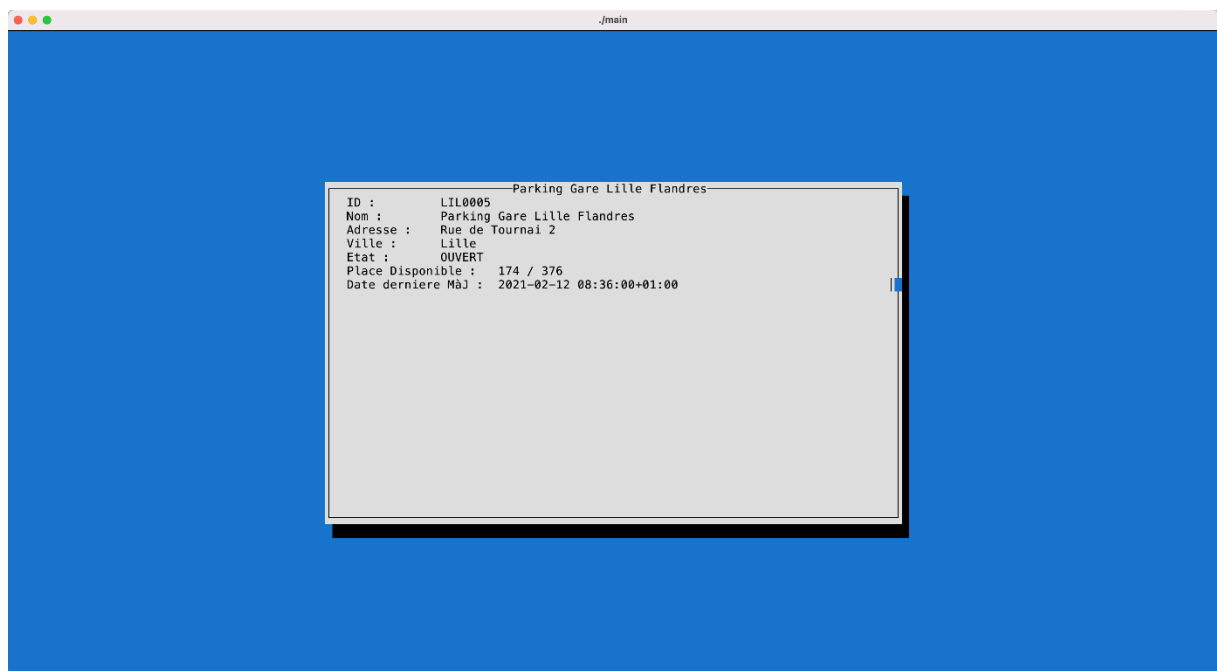 ./main
Parking Gare Lille Flandres
ID : LIL0005
Nom : Parking Gare Lille Flandres
Adresse : Rue de Tournai 2
Ville : Lille
Etat : OUVERT
Place Disponible : 174 / 376
Date derniere MàJ : 2021-02-12 08:36:00+01:00